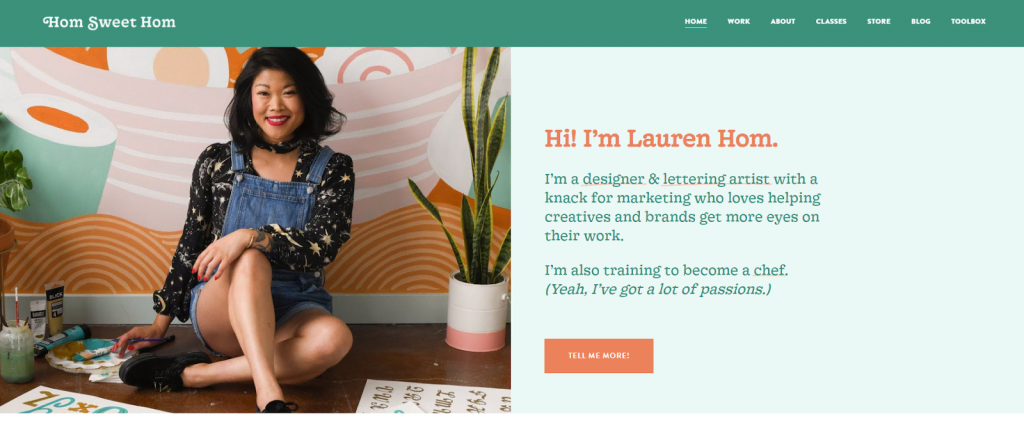 Hom Sweet Hom
HOME WORK ABOUT CLASSES STORE BLOG TOOLBOX
Hi! I'm Lauren Hom.
I'm a designer & lettering artist with a
knack for marketing who loves helping
creatives and brands get more eyes on
their work.
I'm also training to become a chef.
(Yeah, I've got a lot of passions.)
TELL ME MORE!